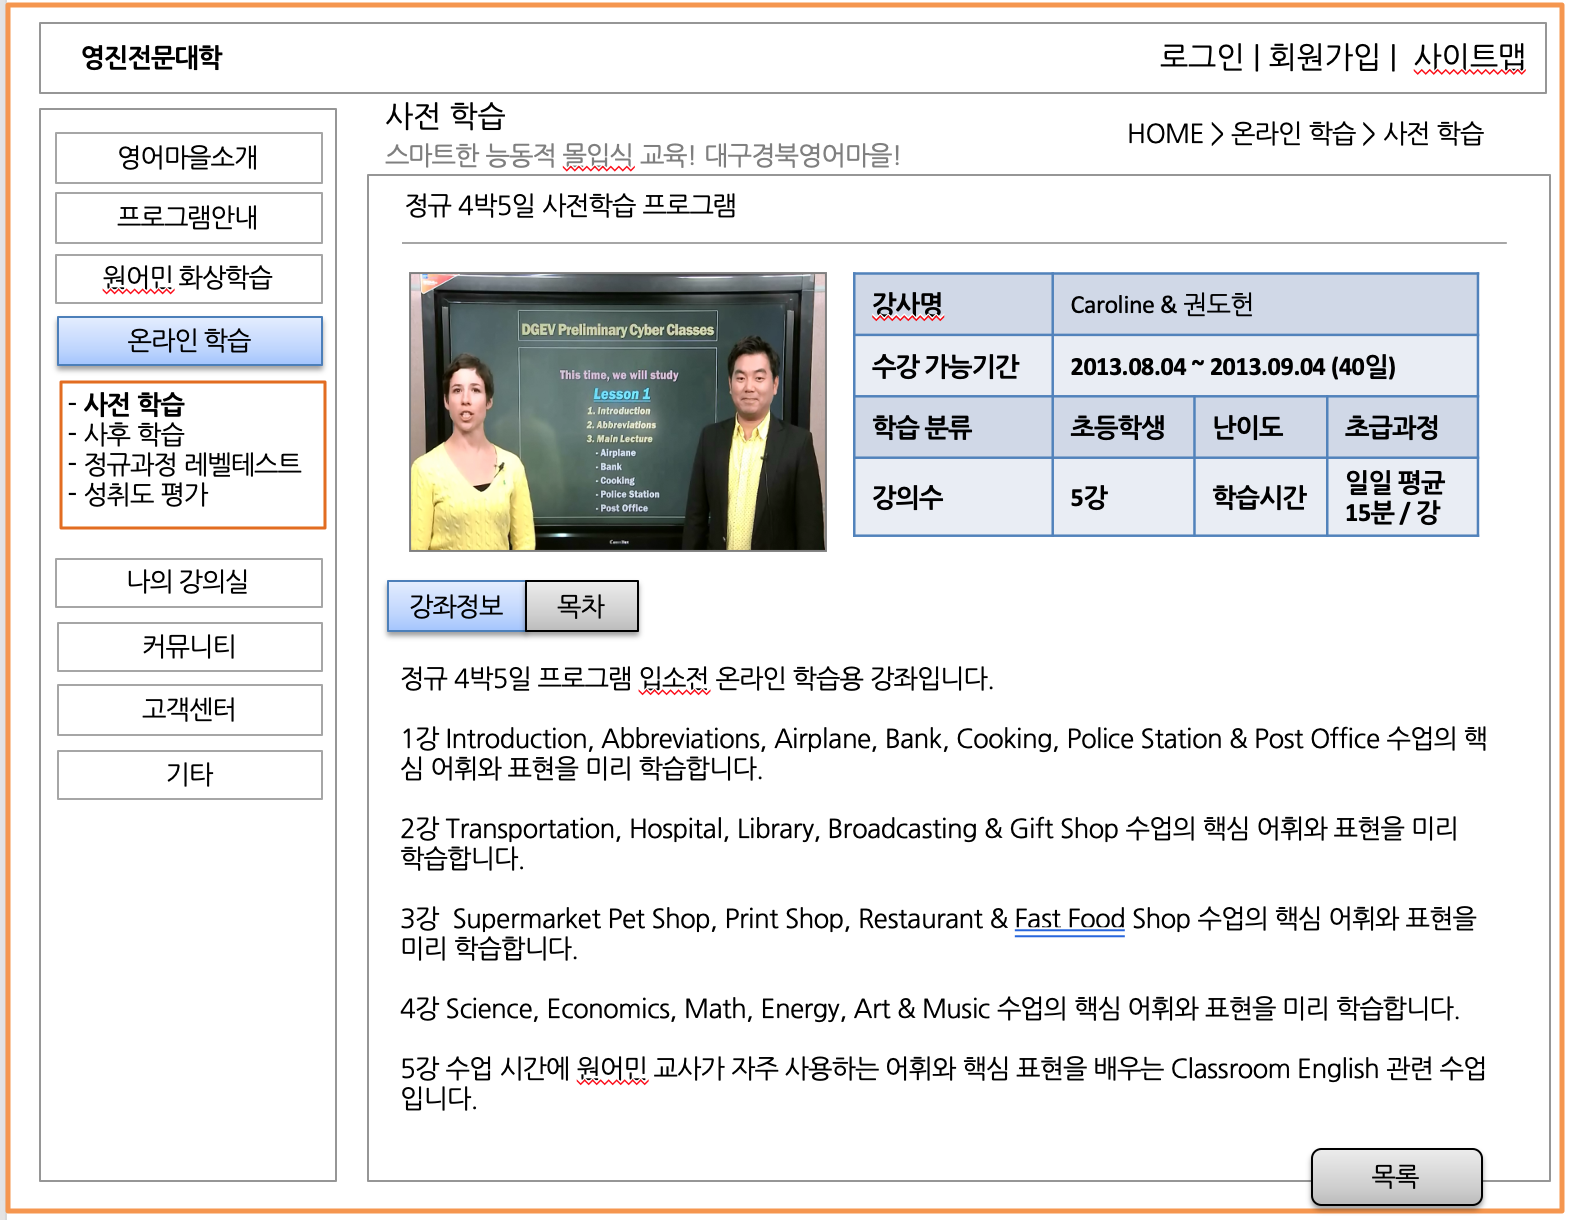 영진전문대학
로그인 | 회원가입 | 사이트맵
사전 학습
스마트한 능동적 몰입식 교육! 대구경북영어마을!
HOME > 온라인 학습 > 사전 학습
영어마을소개
프로그램안내
원어민 화상학습
온라인 학습
- 사전 학습
- 사후 학습
- 정규과정 레벨테스트
- 성취도 평가
나의 강의실
커뮤니티
고객센터
기타
정규 4박5일 사전학습 프로그램
DGEV Preliminary Cyber Classes
This time, we will study
Lesson 1
1. Introduction
2. Abbreviations
3. Main Lecture
- Airplane
- Bank
- Cooking
- Police Station
- Post Office
강사명 Caroline & 권도헌
수강 가능기간 2013.08.04 ~ 2013.09.04 (40일)
학습 분류 초등학생 난이도 초급과정
강의수 5강 학습시간 일일 평균
15분 / 강
강좌정보 목차
정규 4박5일 프로그램 입소전 온라인 학습용 강좌입니다.
1강 Introduction, Abbreviations, Airplane, Bank, Cooking, Police Station & Post Office 수업의 핵
심 어휘와 표현을 미리 학습합니다.
2강 Transportation, Hospital, Library, Broadcasting & Gift Shop 수업의 핵심 어휘와 표현을 미리
학습합니다.
3강  Supermarket Pet Shop, Print Shop, Restaurant & Fast Food Shop 수업의 핵심 어휘와 표현을
미리 학습합니다.
4강 Science, Economics, Math, Energy, Art & Music 수업의 핵심 어휘와 표현을 미리 학습합니다.
5강 수업 시간에 원어민 교사가 자주 사용하는 어휘와 핵심 표현을 배우는 Classroom English 관련 수업
입니다.
목록